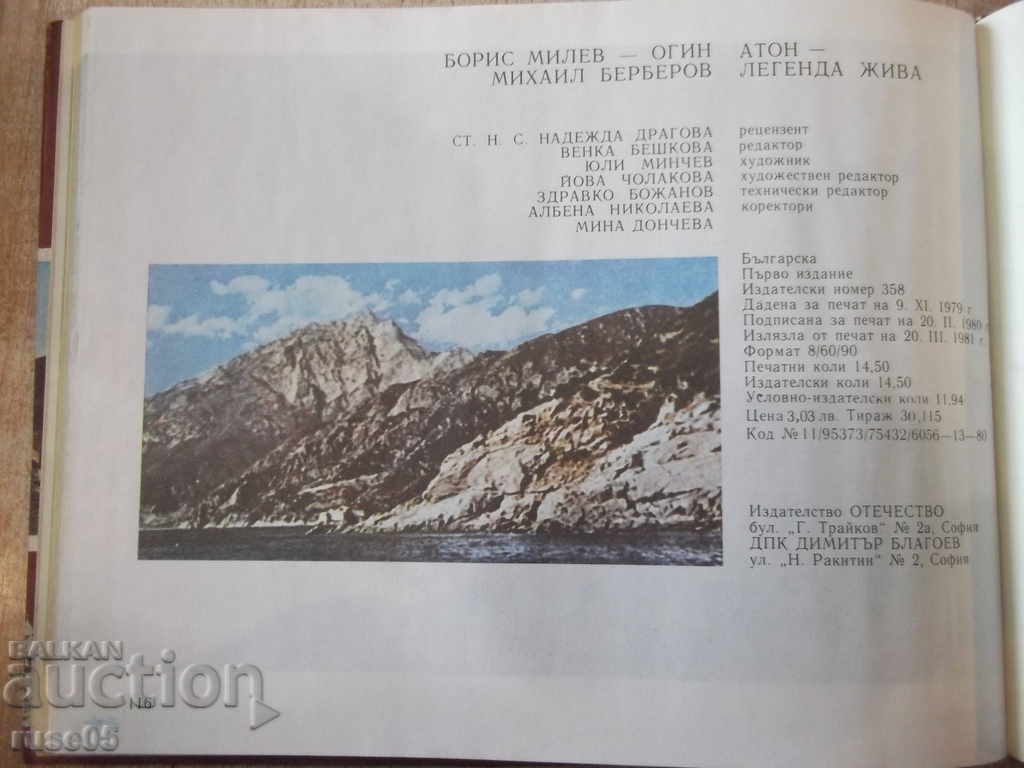 БОРИС МИЛЕВ — ОГИН АТОН —
МИХАИЛ БЕРБЕРОВ ЛЕГЕНДА ЖИВА
СТ. Н. С. НАДЕЖДА ДРАГОВА рецензент
ВЕНКА БЕШКОВА редактор
ЮЛИ МИНЧЕВ художник
ЙОВА ЧОЛАКОВА художествен редактор
ЗДРАВКО БОЖАНОВ технически редактор
АЛБЕНА НИКОЛАЕВА коректори
МИНА ДОНЧЕВА
Българска
Първо издание
Издателски номер 358
Дадена за печат на 9. XI. 1979 г
Подписана за печат на 20. II. 1980 г
Излязла от печат на 20. III. 1981 г
Формат 8/60/90
Печатни коли 14,50
Издателски коли 14,50
Условно-издателски коли 11,94
Цена 3,03 лв. Тираж 30,115
Код № 11/95373/75432/6056—13—80
Издателство ОТЕЧЕСТВО
бул. „Г. Трайков“ № 2а, София
ДПК ДИМИТЪР БЛАГОЕВ
ул. „Н. Ракитин“ № 2, София
BALKAN
auction
116
ruse05